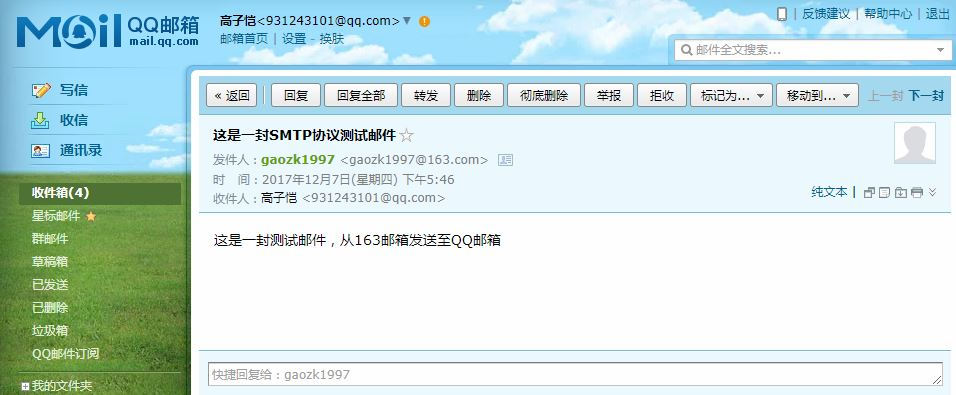 Mail QQ邮箱
mail.qq.com
高子恺<931243101@qq.com>
邮箱首页 | 设置 - 换肤
| 反馈建议 | 帮助中心 | 退出
邮件全文搜索...
写信
收信
通讯录
收件箱(4)
星标邮件
群邮件
草稿箱
已发送
已删除
垃圾箱
QQ邮件订阅
我的文件夹
« 返回 回复 回复全部 转发 删除 彻底删除 举报 拒收 标记为... 移动到... 上一封 下一封
这是一封SMTP协议测试邮件☆
发件人：gaozk1997 <gaozk1997@163.com>
时 间：2017年12月7日(星期四) 下午5:46
收件人：高子恺 <931243101@qq.com>
纯文本 |
这是一封测试邮件，从163邮箱发送至QQ邮箱
快捷回复给：gaozk1997